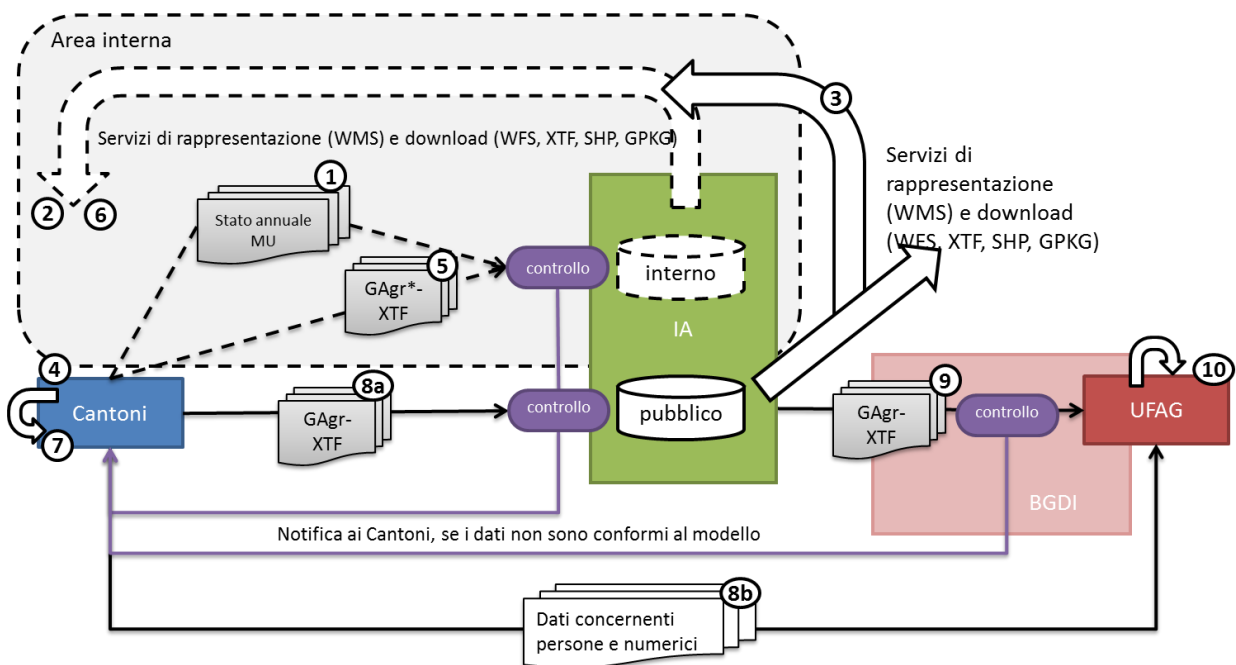 Area interna
3
Servizi di rappresentazione (WMS) e download (WFS, XTF, SHP, GPKG)
Servizi di
rappresentazione
(WMS) e download
(WFS, XTF, SHP, GPKG)
1
2
6
Stato annuale
MU
5
GAgr*-
XTF
controllo
interno
IA
4
Cantoni
7
8a
GAgr-
XTF
controllo
pubblico
9
GAgr-
XTF
controllo
10
UFAG
BGDI
Notifica ai Cantoni, se i dati non sono conformi al modello
8b
Dati concernenti
persone e numerici